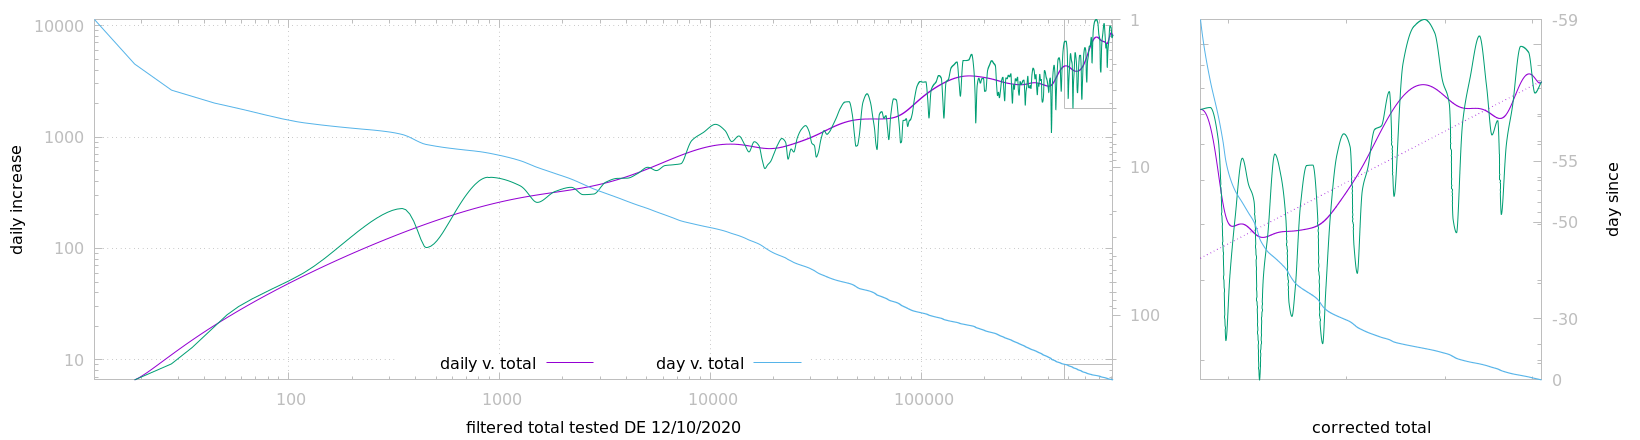 10000
1000
100
10
daily increase
daily v. total
day v. total
100
1000
10000
100000
filtered total tested DE 12/10/2020
1
10
100
-59
-55
-50
-30
0
day since
corrected total